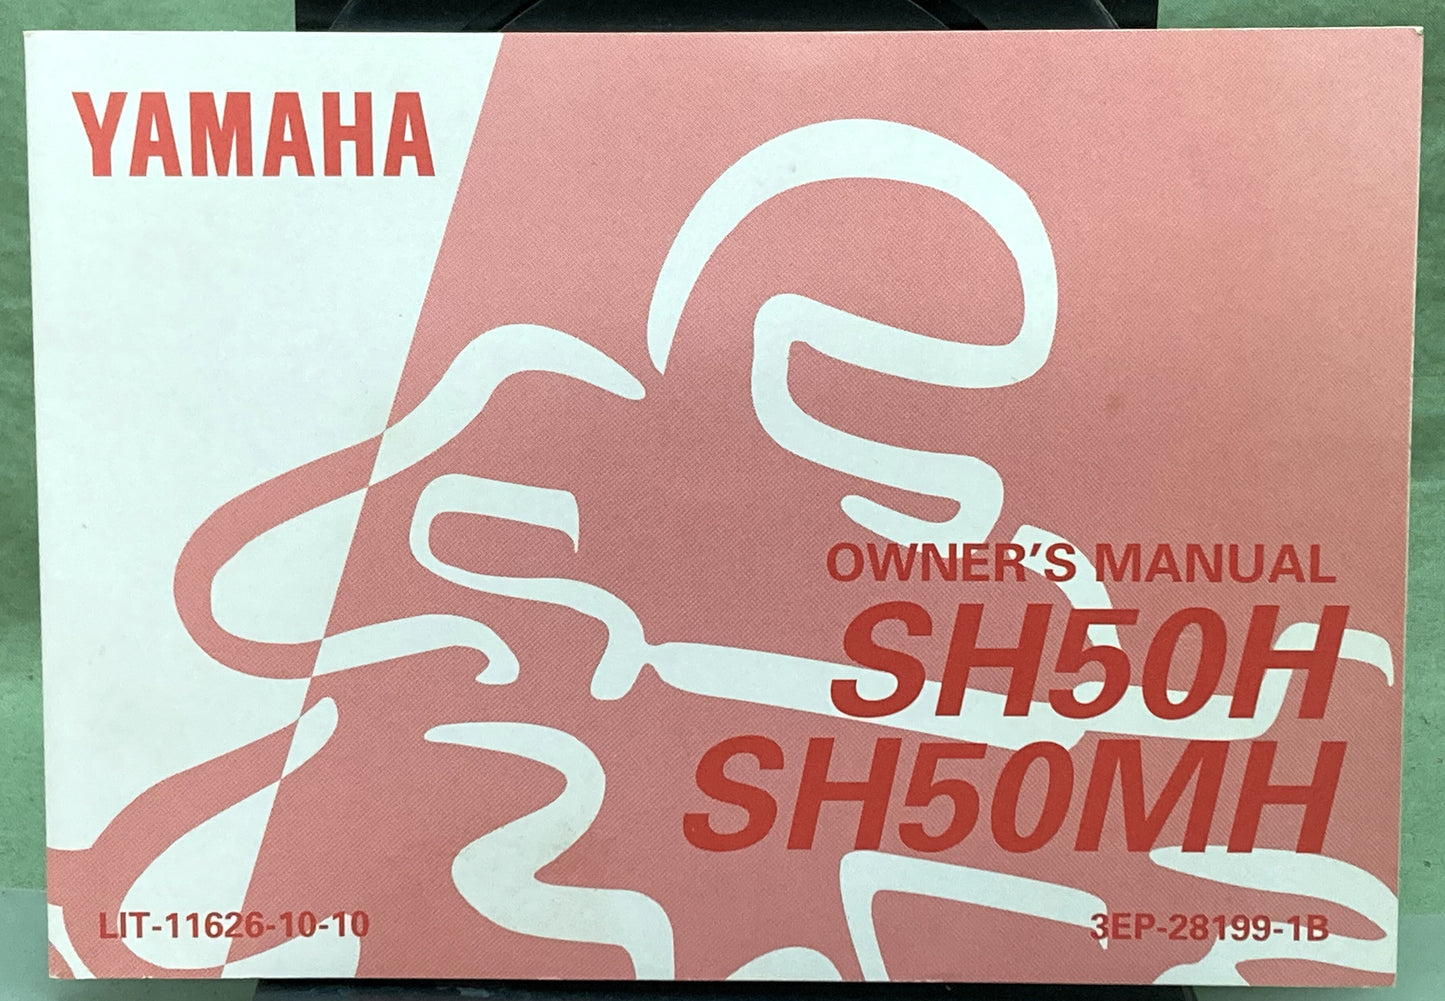 YAMAHA
OWNER'S MANUAL
SH50H
SH50MH
LIT-11626-10-10
3EP-28199-1B